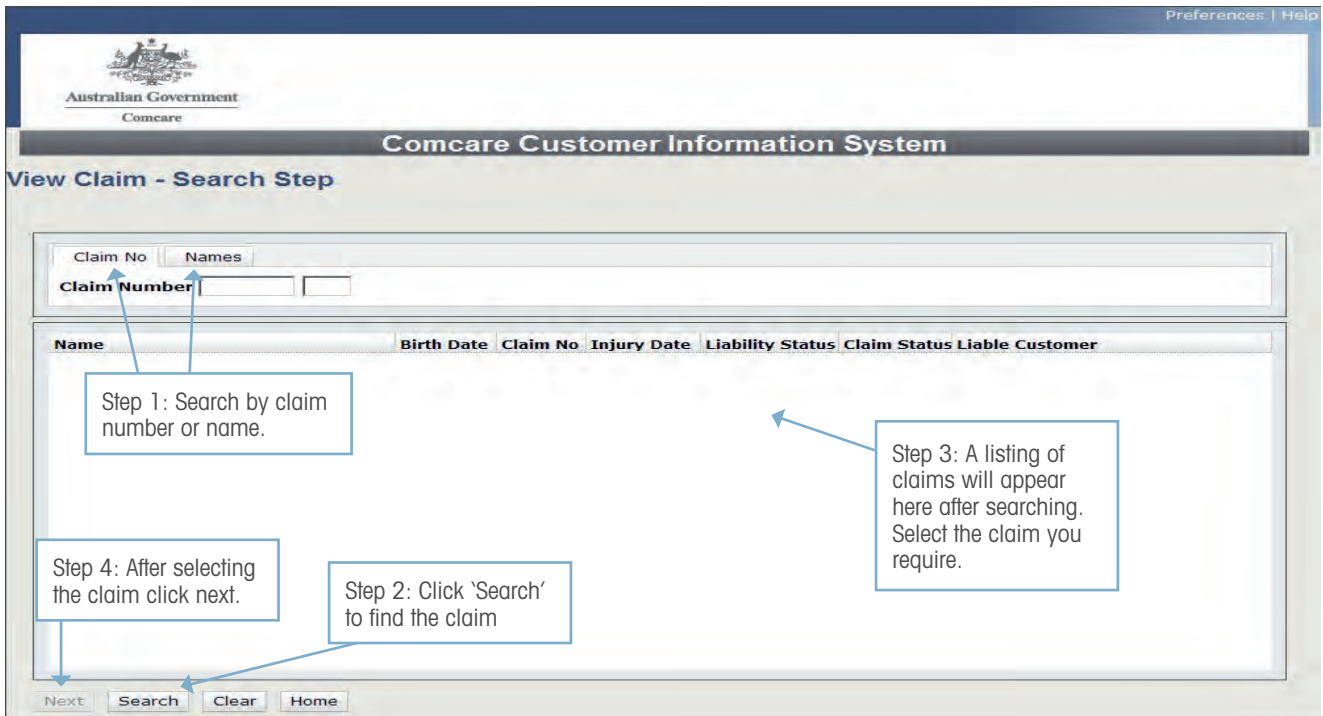 Preferences | Help
Australian Government
Comcare
Comcare Customer Information System
View Claim - Search Step
Claim No Names
Claim Number
Name Birth Date Claim No Injury Date Liability Status Claim Status Liable Customer
Step 1: Search by claim
number or name.
Step 3: A listing of
claims will appear
here after searching.
Select the claim you
require.
Step 4: After selecting
the claim click next.
Step 2: Click ‘Search’
to find the claim
Next Search Clear Home